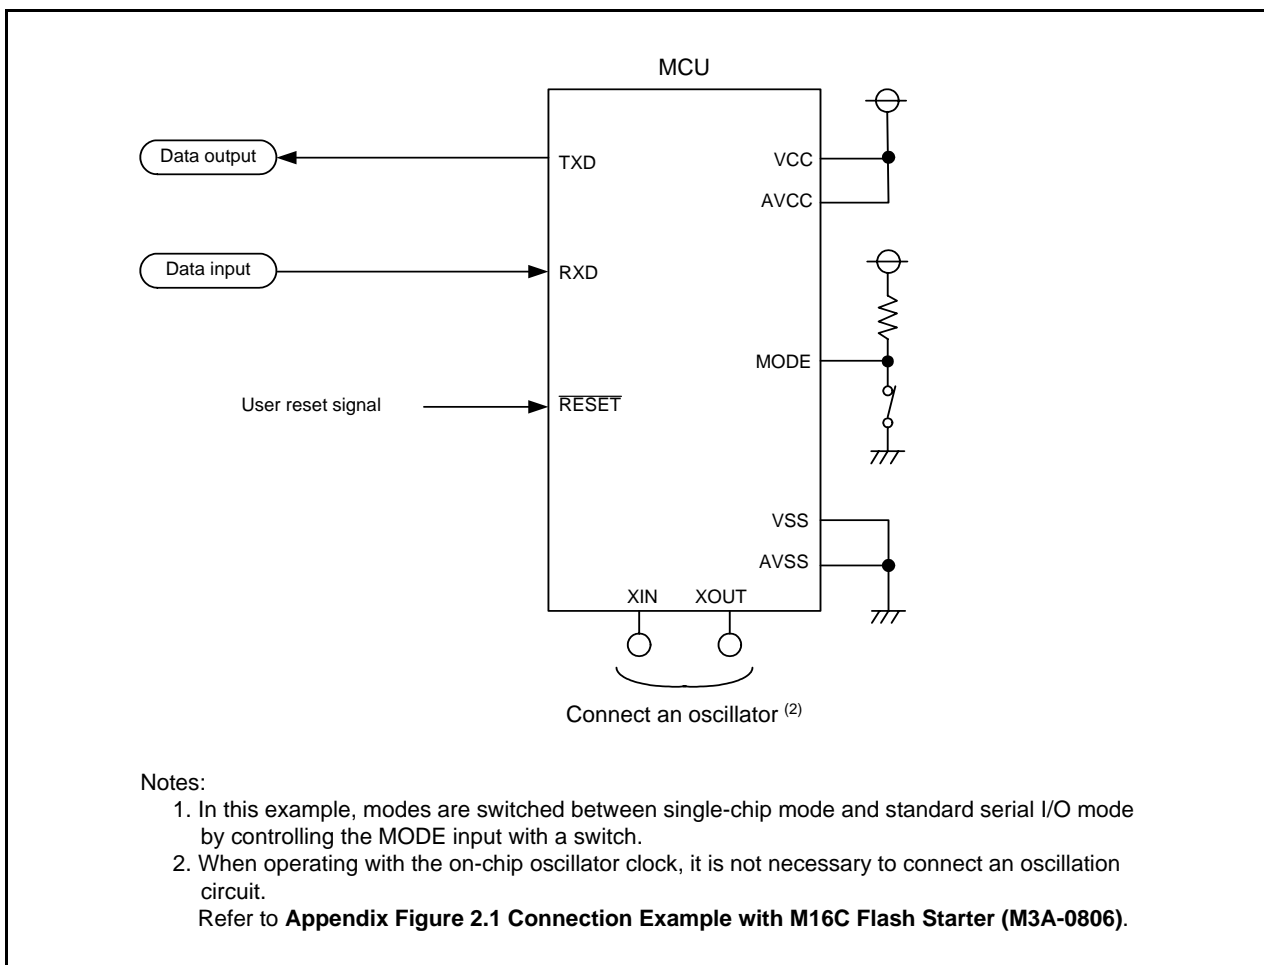 MCU
Data output
TXD
VCC
AVCC
Data input
RXD
MODE
User reset signal
RESET
VSS
AVSS
XIN XOUT
Connect an oscillator (2)
Notes:
1. In this example, modes are switched between single-chip mode and standard serial I/O mode
by controlling the MODE input with a switch.
2. When operating with the on-chip oscillator clock, it is not necessary to connect an oscillation
circuit.
Refer to Appendix Figure 2.1 Connection Example with M16C Flash Starter (M3A-0806).